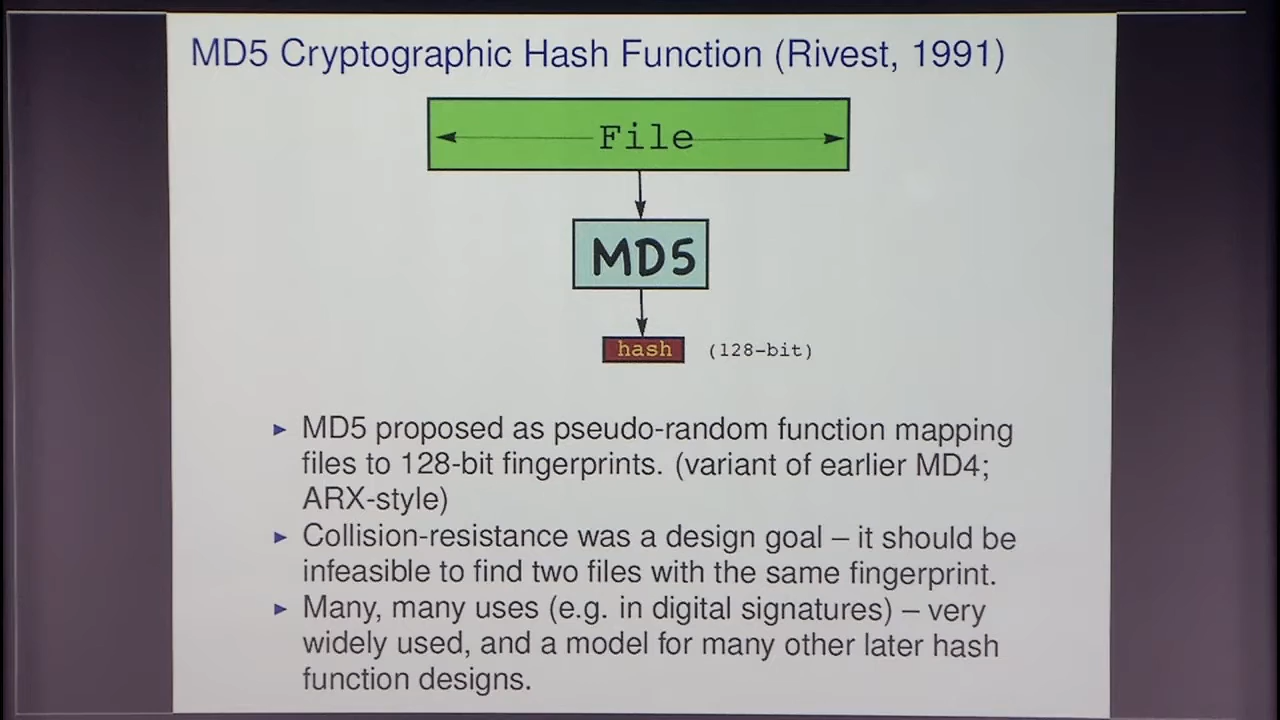 MD5 Cryptographic Hash Function (Rivest, 1991)
File
MD5
hash (128-bit)
► MD5 proposed as pseudo-random function mapping
files to 128-bit fingerprints. (variant of earlier MD4;
ARX-style)
► Collision-resistance was a design goal – it should be
infeasible to find two files with the same fingerprint.
► Many, many uses (e.g. in digital signatures) – very
widely used, and a model for many other later hash
function designs.